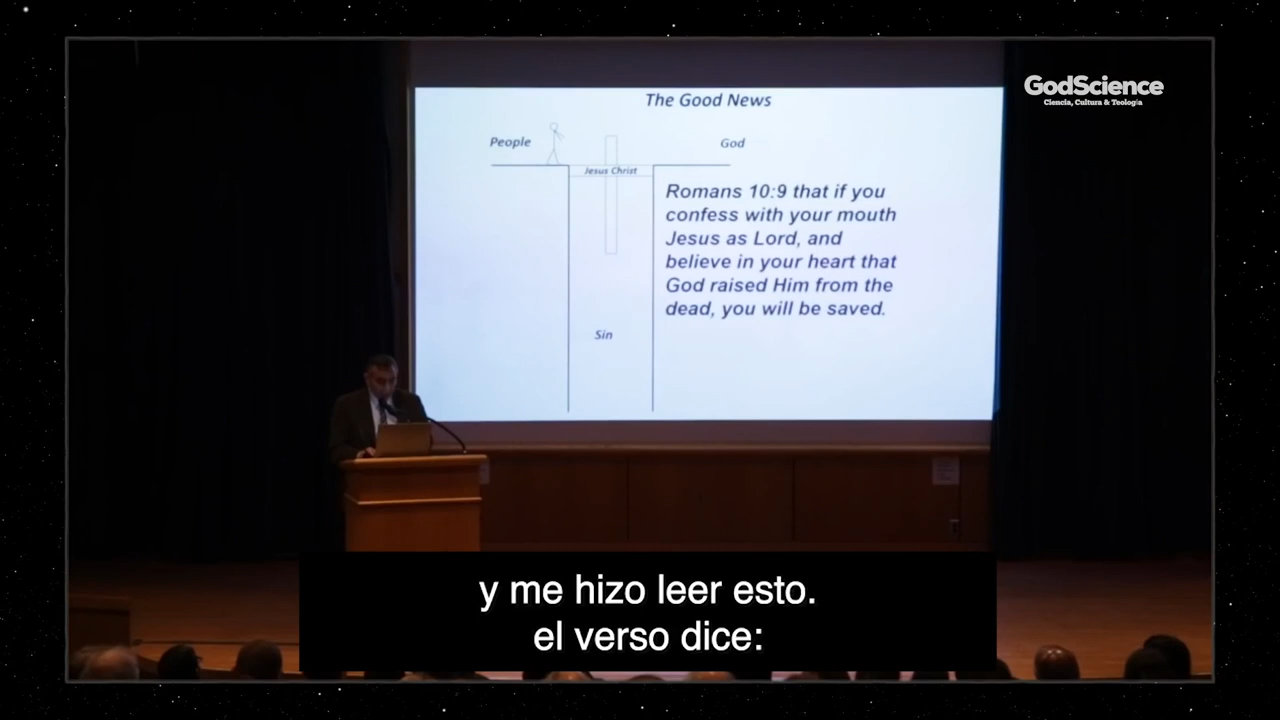 GodScience
Ciencia, Cultura & Teología
The Good News
People
God
Jesus Christ
Romans 10:9 that if you
confess with your mouth
Jesus as Lord, and
believe in your heart that
God raised Him from the
dead, you will be saved.
Sin
y me hizo leer esto.
el verso dice: